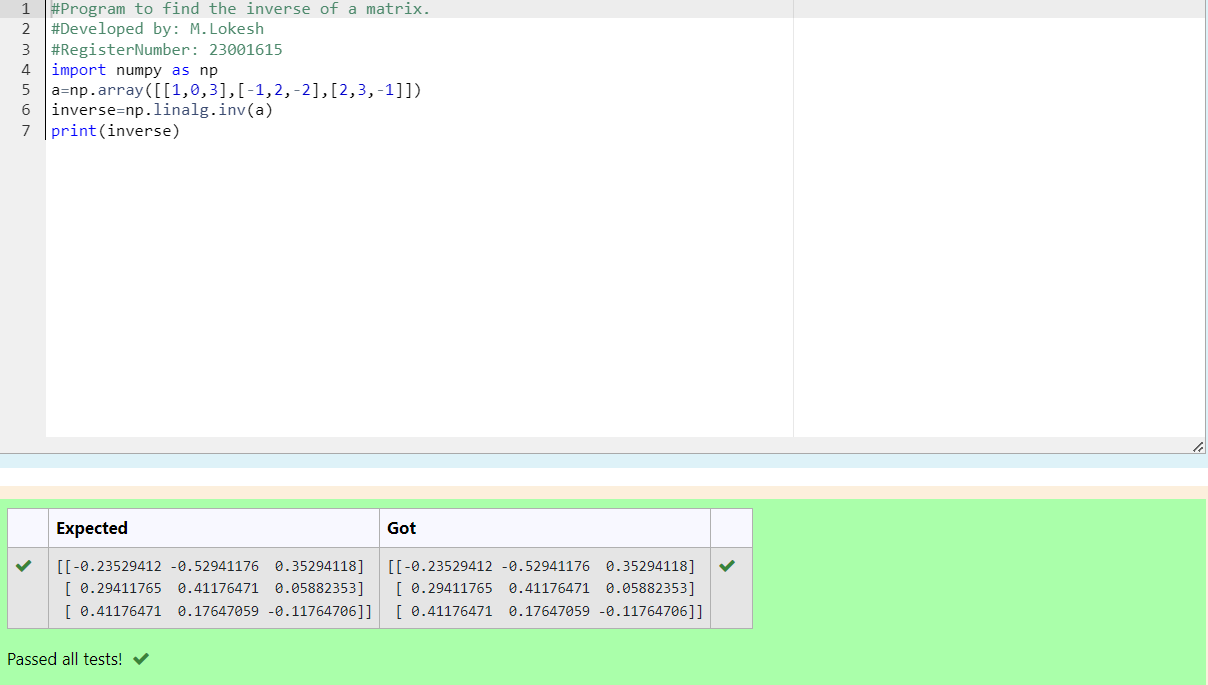 1 #Program to find the inverse of a matrix.
2 #Developed by: M.Lokesh
3 #RegisterNumber: 23001615
4 import numpy as np
5 a=np.array([[1,0,3],[-1,2,-2],[2,3,-1]])
6 inverse=np.linalg.inv(a)
7 print(inverse)
Expected Got
[[-0.23529412 -0.52941176  0.35294118] [[-0.23529412 -0.52941176  0.35294118]
[ 0.29411765  0.41176471  0.05882353] [ 0.29411765  0.41176471  0.05882353]
[ 0.41176471  0.17647059 -0.11764706]] [ 0.41176471  0.17647059 -0.11764706]]
Passed all tests!